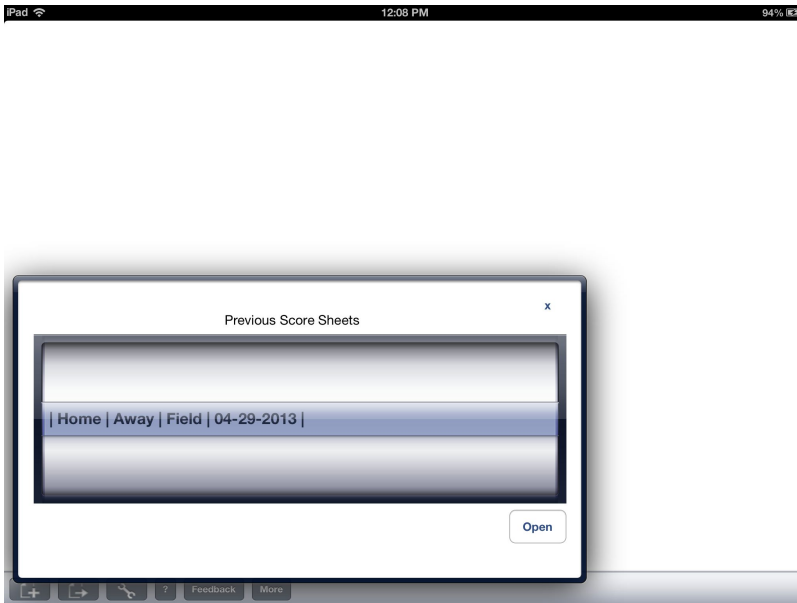 iPad 12:08 PM 94%
x
Previous Score Sheets
| Home | Away | Field | 04-29-2013 |
Open
? Feedback More